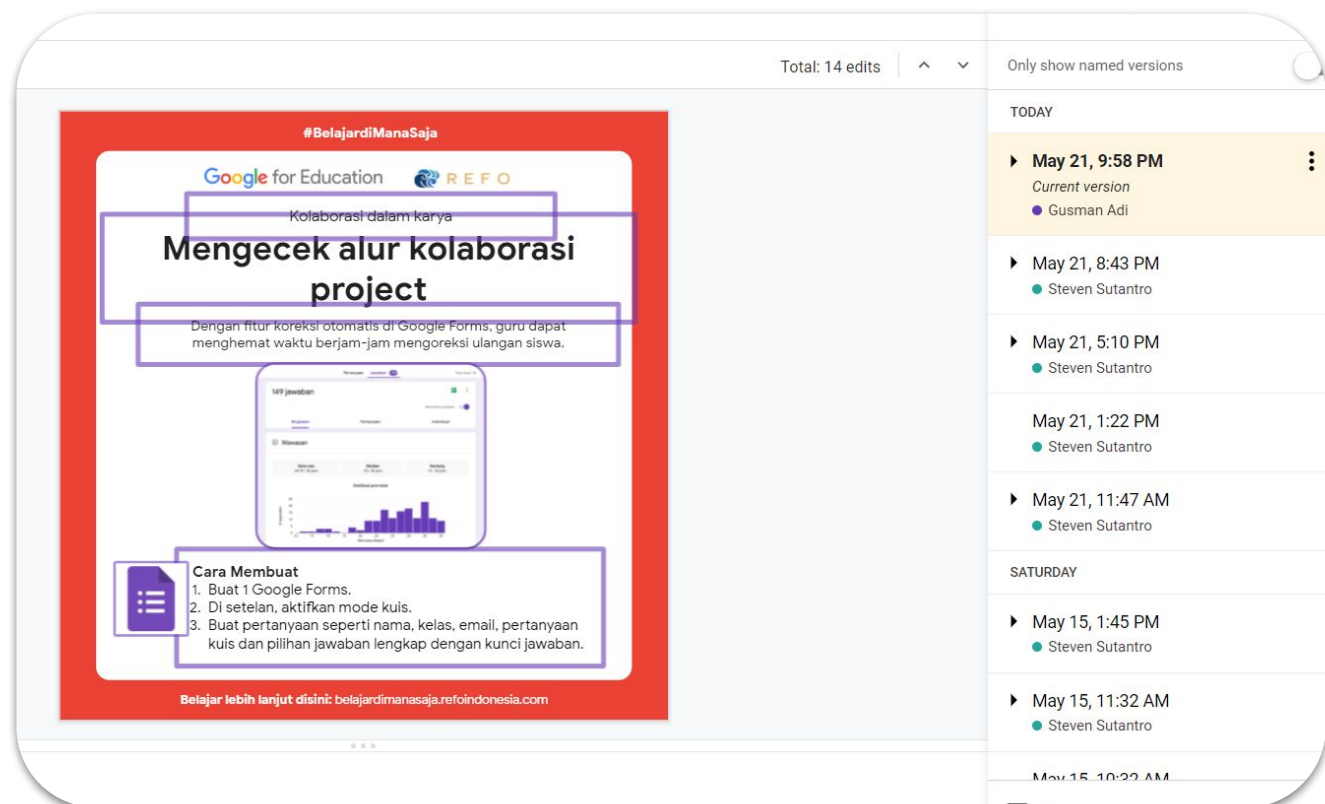 Total: 14 edits
Only show named versions
#BelajardiManaSaja
Google for Education
REFO
Kolaborasi dalam karya
Mengecek alur kolaborasi
project
Dengan fitur koreksi otomatis di Google Forms, guru dapat
menghemat waktu berjam-jam mengoreksi ulangan siswa.
149 jawaban
Wawasan
Cara Membuat
1. Buat 1 Google Forms.
2. Di setelan, aktifkan mode kuis.
3. Buat pertanyaan seperti nama, kelas, email, pertanyaan
kuis dan pilihan jawaban lengkap dengan kunci jawaban.
Belajar lebih lanjut disini: belajardimanasaja.refoindonesia.com
TODAY
May 21, 9:58 PM
Current version
Gusman Adi
May 21, 8:43 PM
Steven Sutantro
May 21, 5:10 PM
Steven Sutantro
May 21, 1:22 PM
Steven Sutantro
May 21, 11:47 AM
Steven Sutantro
SATURDAY
May 15, 1:45 PM
Steven Sutantro
May 15, 11:32 AM
Steven Sutantro
May 15, 10:32 AM